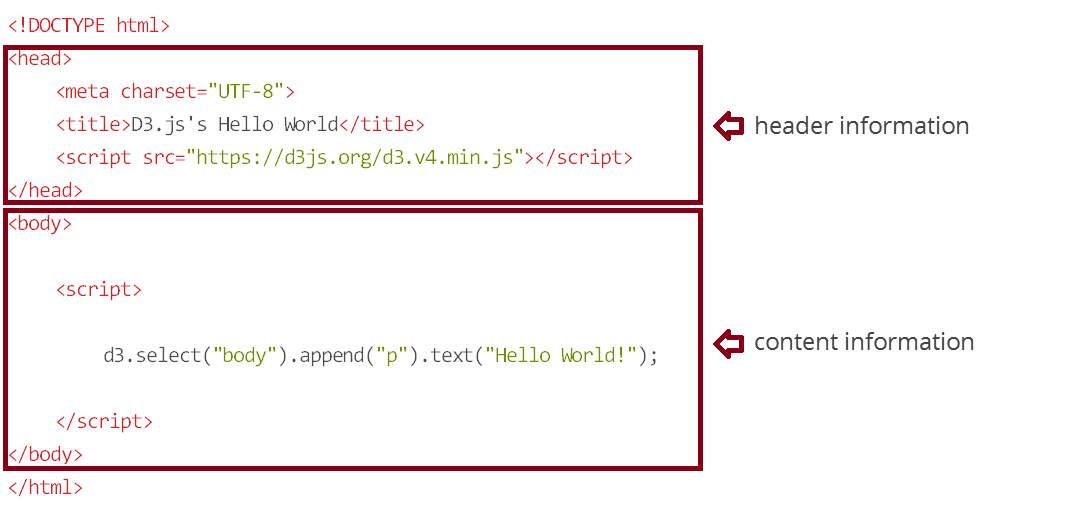 <!DOCTYPE html>
<head>
<meta charset="UTF-8">
<title>D3.js's Hello World</title>
<script src="https://d3js.org/d3.v4.min.js"></script>
</head>
header information
<body>
<script>
d3.select("body").append("p").text("Hello World!");
</script>
</body>
content information
</html>